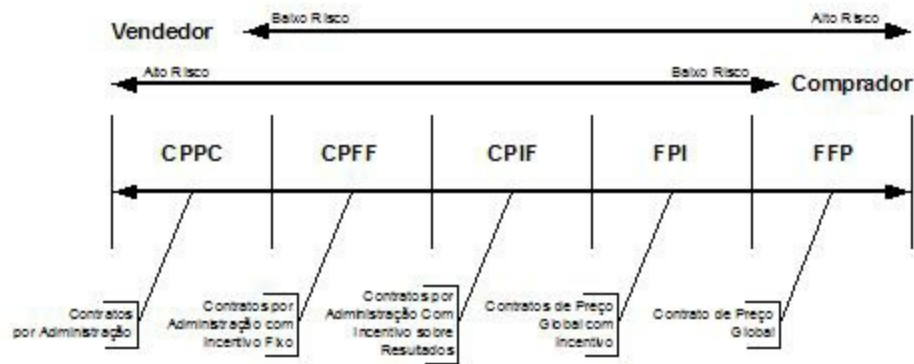 Baixo Risco
Alto Risco
Vendedor
Ato Risco
Baixo Risco
Comprador
CPPC
CPFF
CPIF
FPI
FFP
Contratos
por Administração
Contratos por
Administração com
Incentivo Fixo
Contratos por
Administração Com
Incentivo sobre
Resultados
Contratos de Preço
Global com
Incentivo
Contrato de Preço
Global